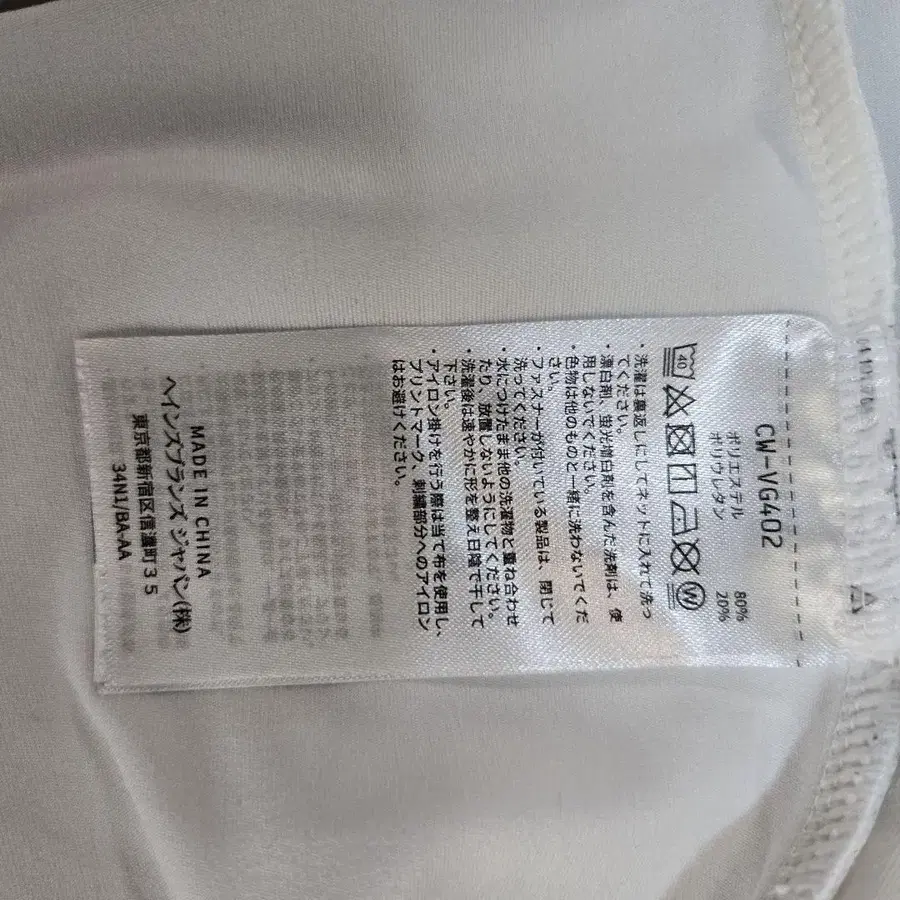 CW-VG402
ポリエステル 80%
ポリウレタン 20%
40
W
・洗濯は裏返しにしてネットに入れて洗っ
てください。
・漂白剤、蛍光増白剤を含んだ洗剤は、使
用しないでください。
・色物は他のものと一緒に洗わないでくだ
さい。
・ファスナーが付いている製品は、閉じて
洗ってください。
・水につけたまま他の洗濯物と重ね合わせ
たり、放置しないようにしてください。
・洗濯後は速やかに形を整え日陰で干して
下さい。
・アイロン掛けを行う際は当て布を使用し、
プリントマーク、刺繍部分へのアイロン
はお避けください。
MADE IN CHINA
ヘインズブランズ ジャパン(株)
東京都新宿区信濃町35
34N1/BA-AA